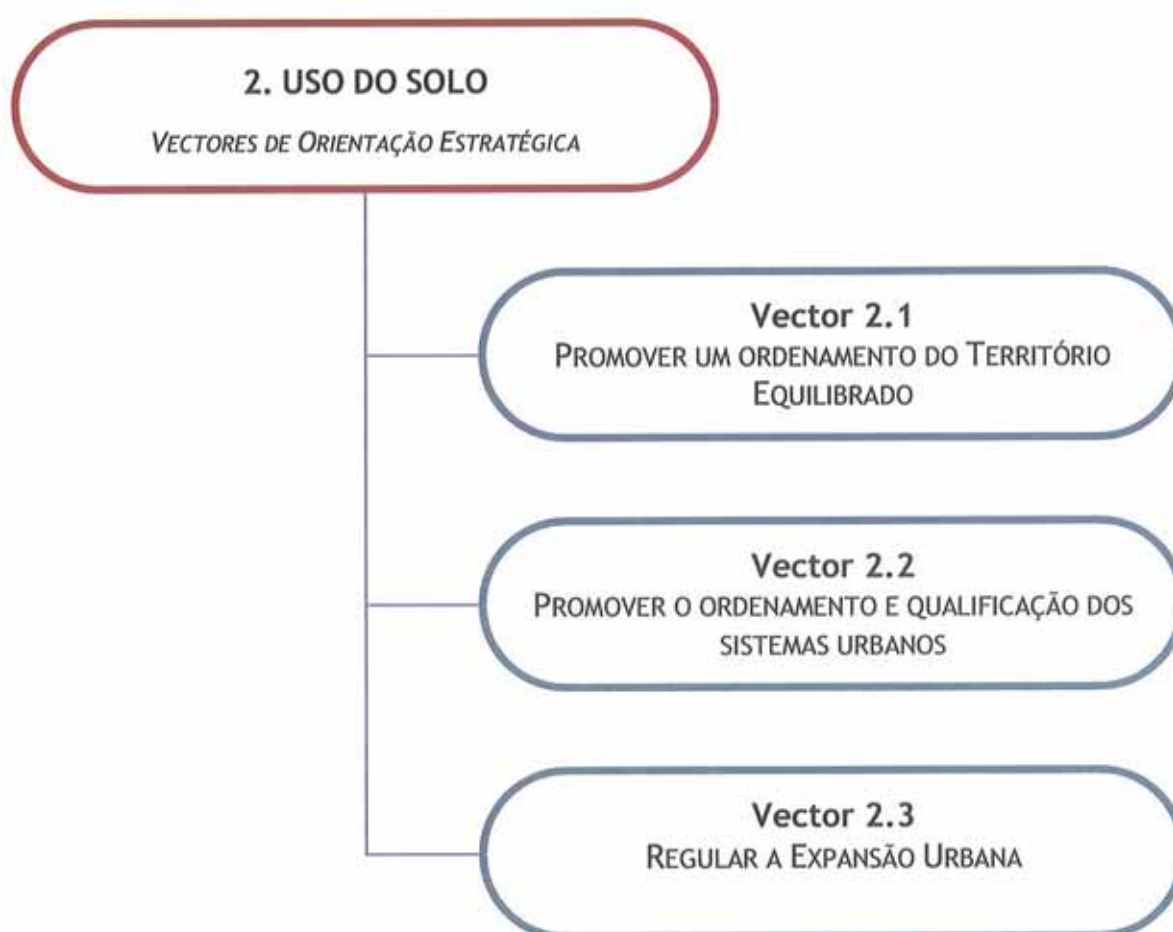 2. USO DO SOLO
VECTORES DE ORIENTAÇÃO ESTRATÉGICA
Vector 2.1
PROMOVER UM ORDENAMENTO DO TERRITÓRIO
EQUILIBRADO
Vector 2.2
PROMOVER O ORDENAMENTO E QUALIFICAÇÃO DOS
SISTEMAS URBANOS
Vector 2.3
REGULAR A EXPANSÃO URBANA